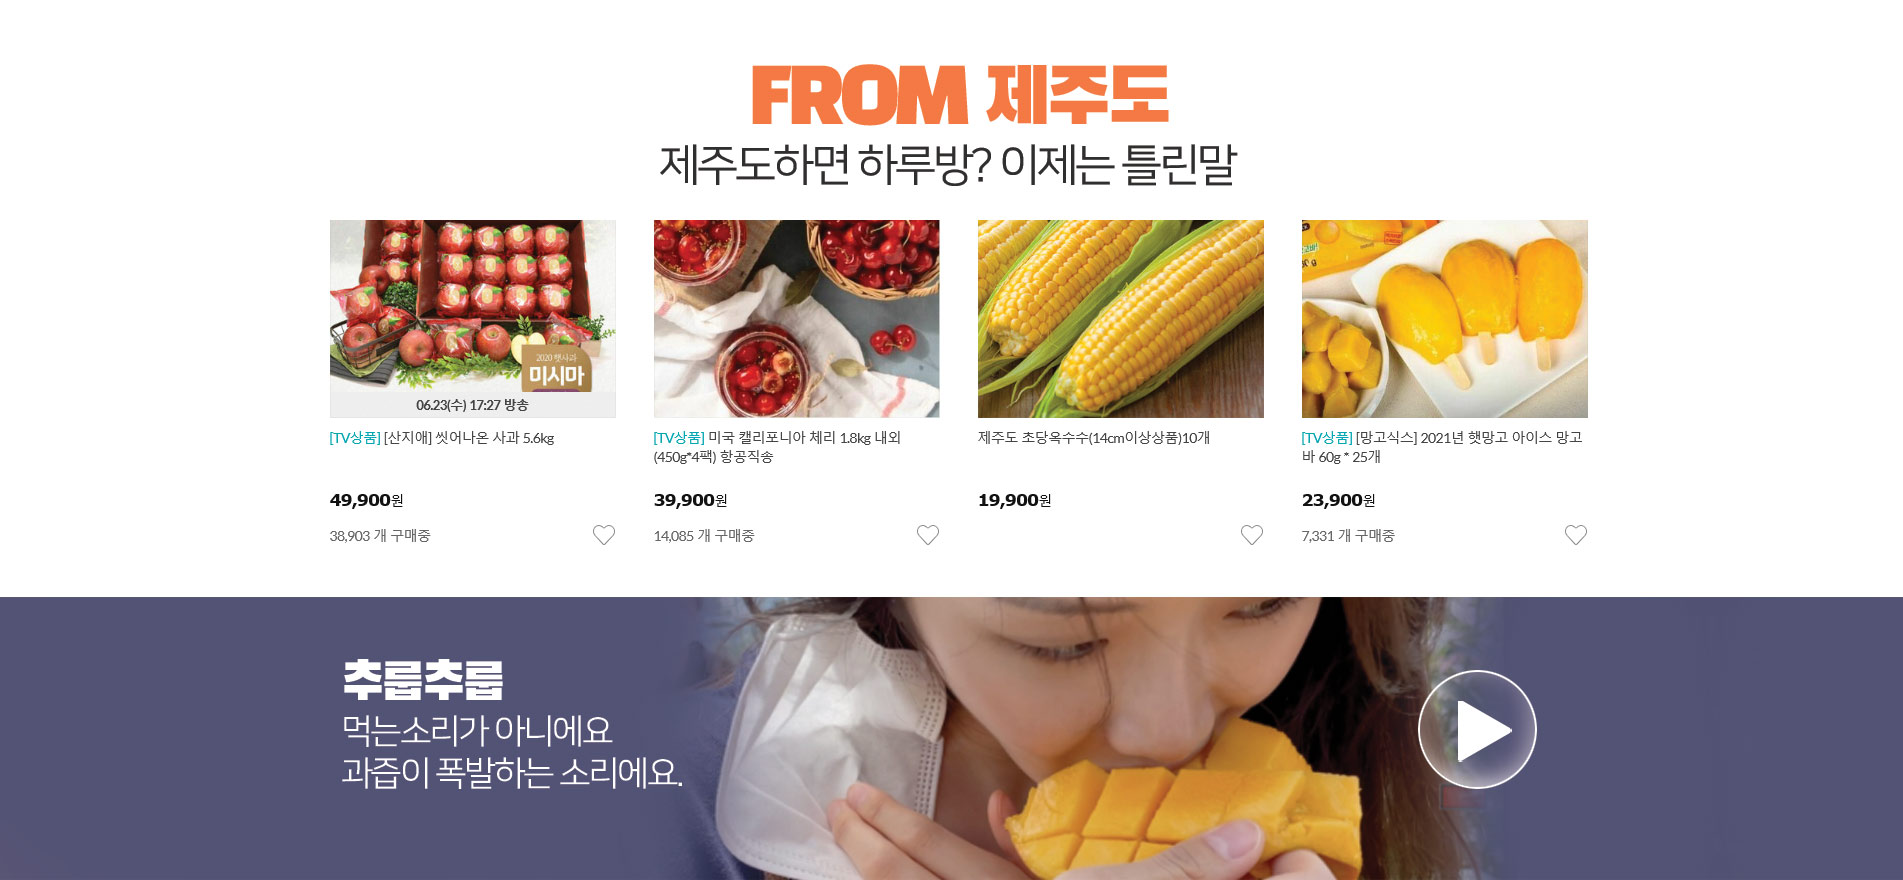 FROM 제주도
제주도하면 하루방? 이제는 틀린말
2020 햇사과
미시마
06.23(수) 17:27 방송
[TV상품] [산지애] 씻어나온 사과 5.6kg
49,900원
38,903 개 구매중
[TV상품] 미국 캘리포니아 체리 1.8kg 내외
(450g*4팩) 항공직송
39,900원
14,085 개 구매중
제주도 초당옥수수(14cm이상상품)10개
19,900원
[TV상품] [망고식스] 2021년 햇망고 아이스 망고
바 60g * 25개
23,900원
7,331 개 구매중
추릅추릅
먹는소리가 아니에요
과즙이 폭발하는 소리에요.